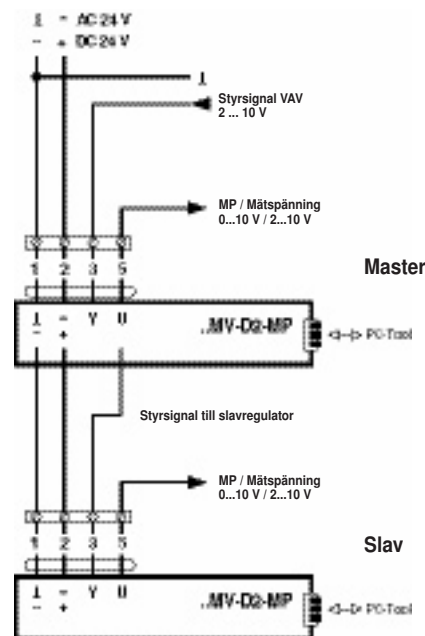 ⊥ ~ AC 24 V
– + DC 24 V
⊥
Styrsignal VAV
2 ... 10 V
MP / Mätspänning
0...10 V / 2...10 V
1 2 3 5
Master
⊥ ~ Y U
– +
..MV-D2-MP
PC-Tool
Styrsignal till slavregulator
MP / Mätspänning
0...10 V / 2...10 V
1 2 3 5
Slav
⊥ ~ Y U
– +
..MV-D2-MP
PC-Tool